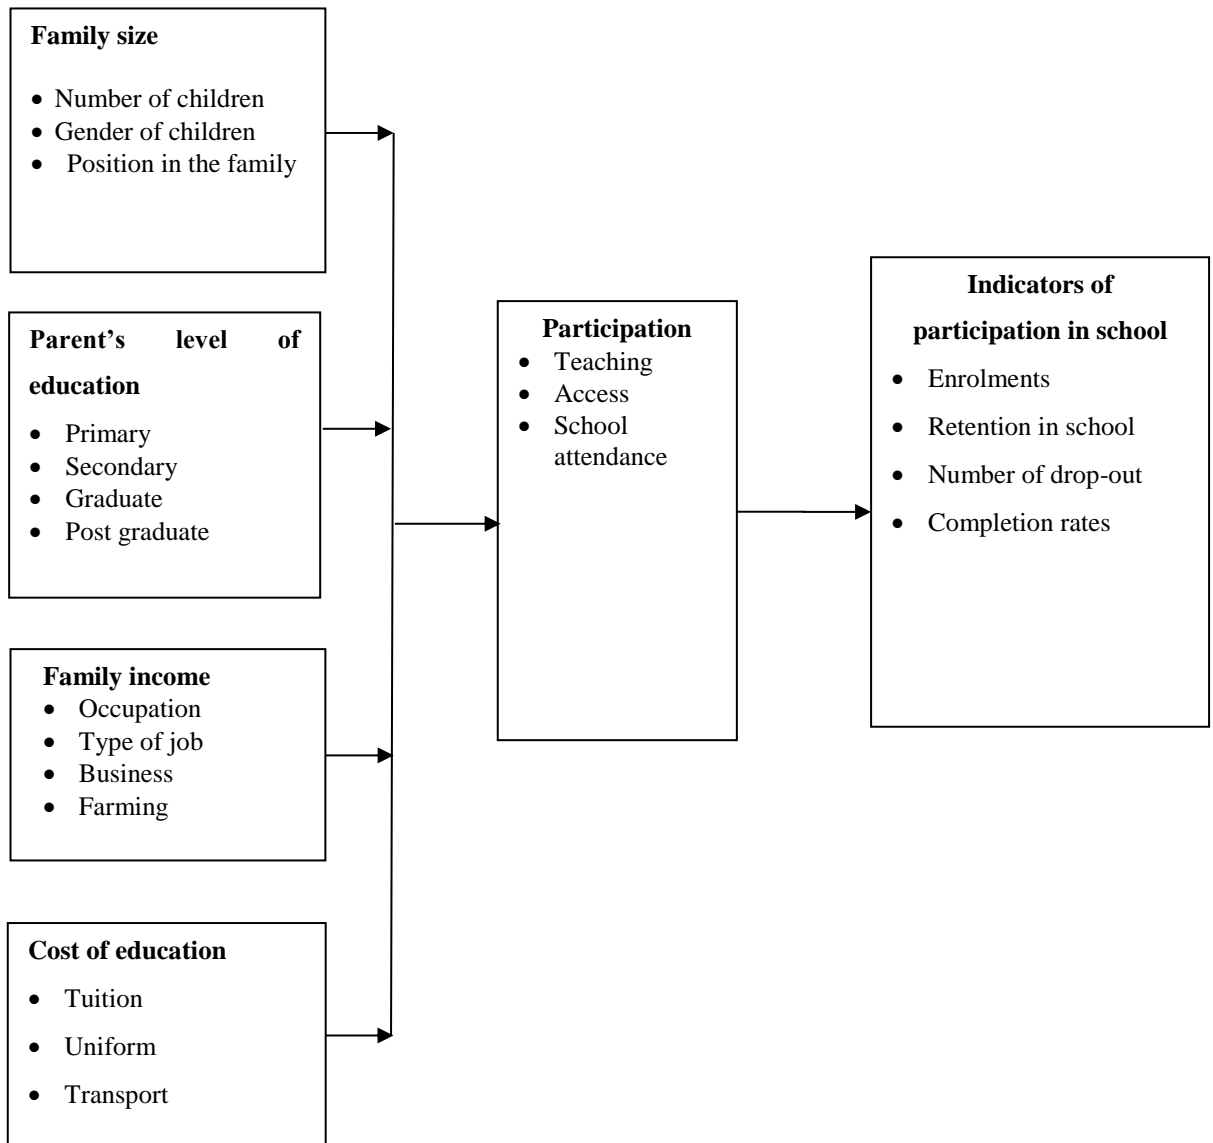 Family size
• Number of children
• Gender of children
• Position in the family
Parent's level of
education
• Primary
• Secondary
• Graduate
• Post graduate
Family income
• Occupation
• Type of job
• Business
• Farming
Cost of education
• Tuition
• Uniform
• Transport
Participation
• Teaching
• Access
• School
attendance
Indicators of
participation in school
• Enrolments
• Retention in school
• Number of drop-out
• Completion rates